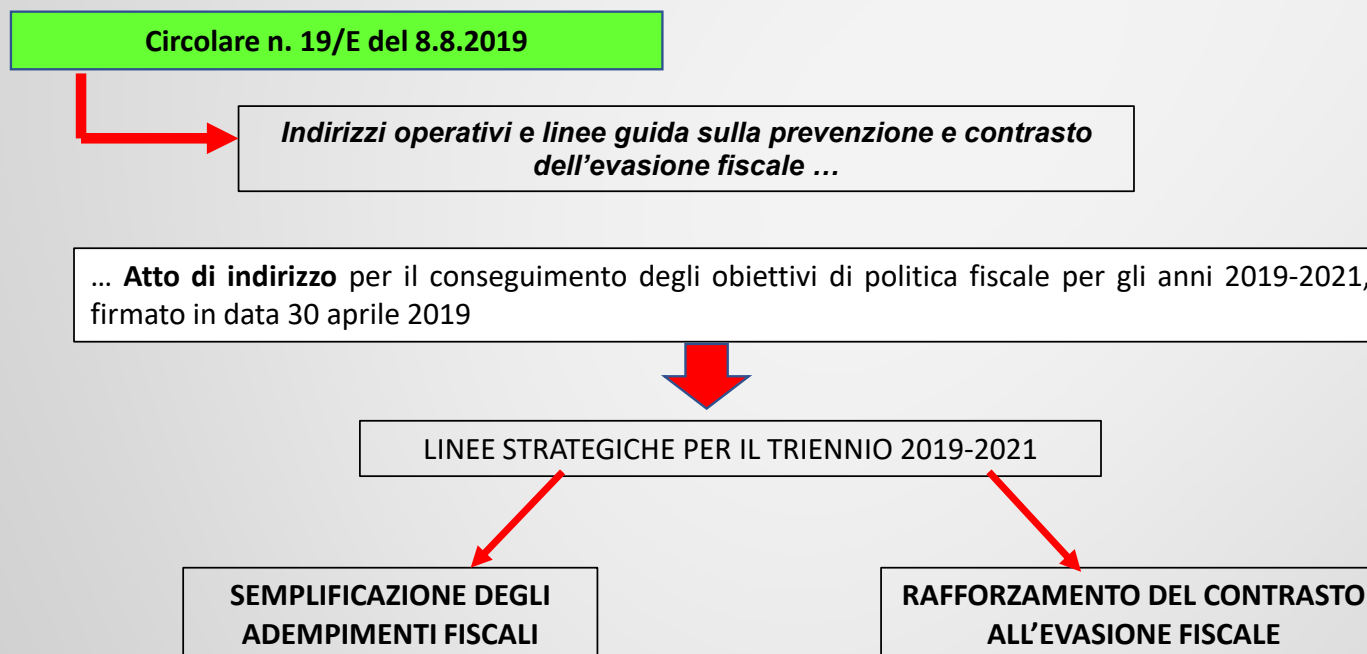 Circolare n. 19/E del 8.8.2019
Indirizzi operativi e linee guida sulla prevenzione e contrasto
dell'evasione fiscale …
… Atto di indirizzo per il conseguimento degli obiettivi di politica fiscale per gli anni 2019-2021,
firmato in data 30 aprile 2019
LINEE STRATEGICHE PER IL TRIENNIO 2019-2021
SEMPLIFICAZIONE DEGLI
ADEMPIMENTI FISCALI
RAFFORZAMENTO DEL CONTRASTO
ALL'EVASIONE FISCALE